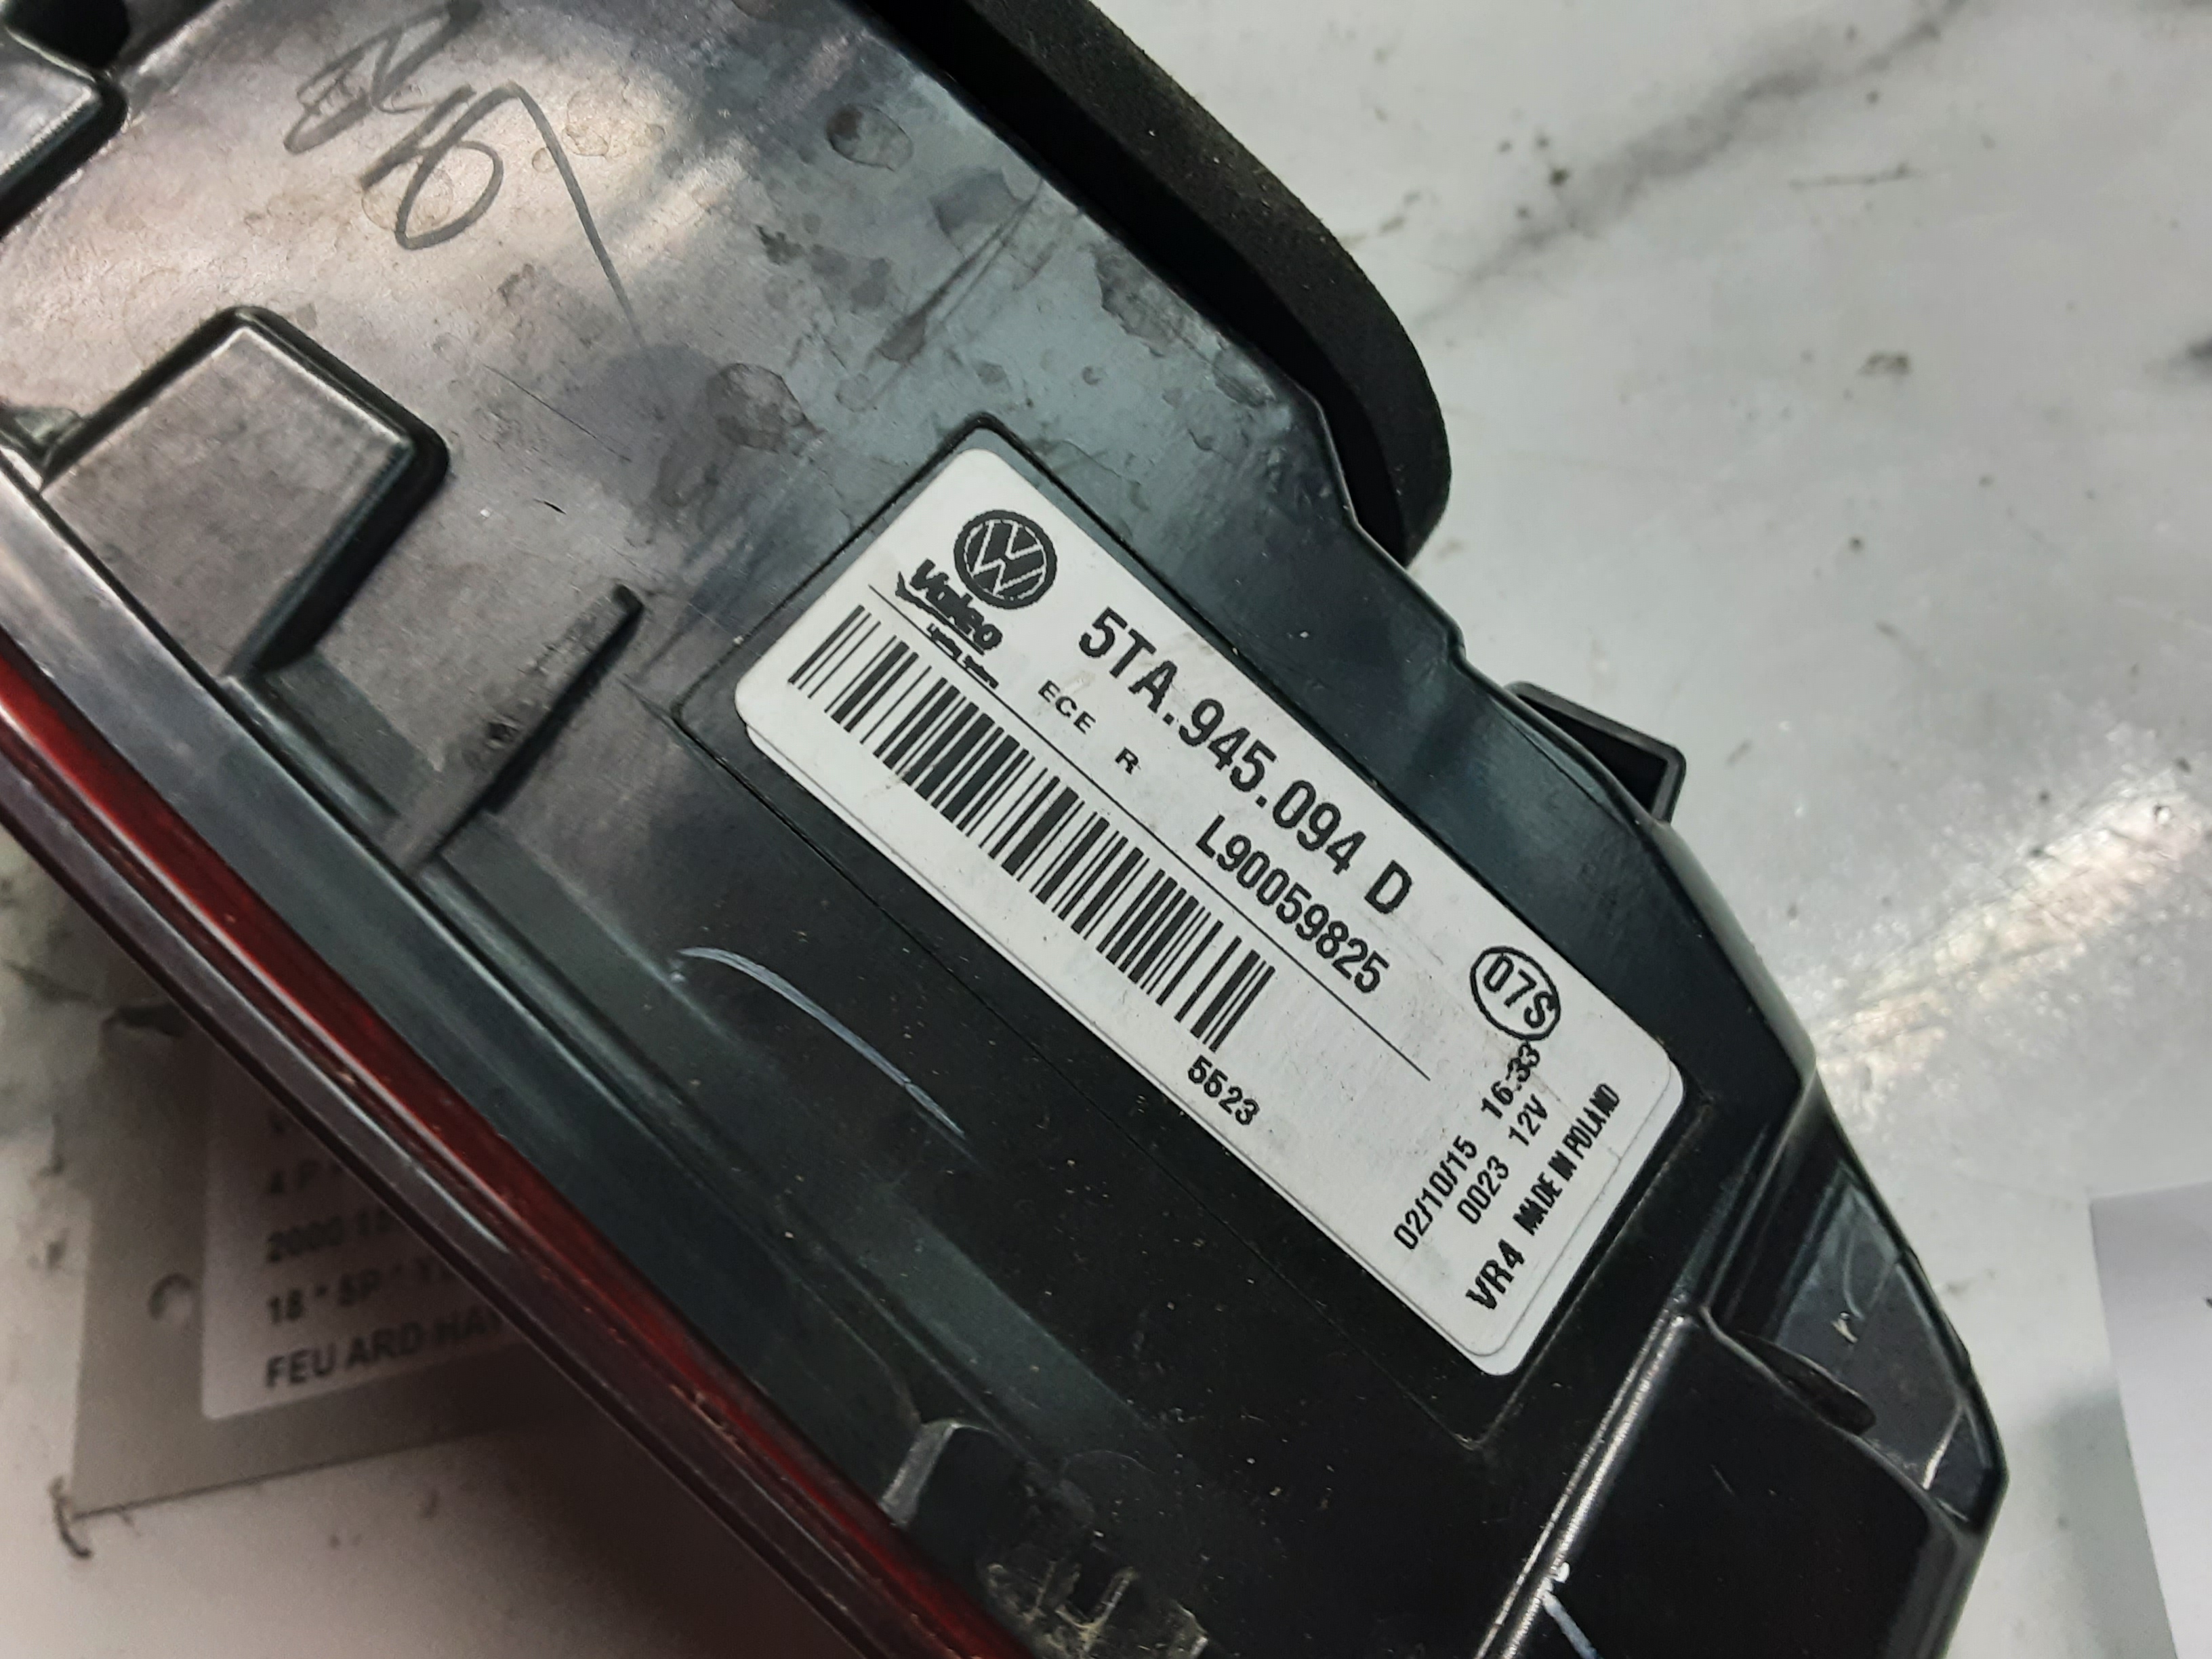 5TA.945.094 D
Valeo
ECE R L90059825
07S
5523
02/10/15 16:33
0023 12V
VR4 MADE IN POLAND
FEU ARD